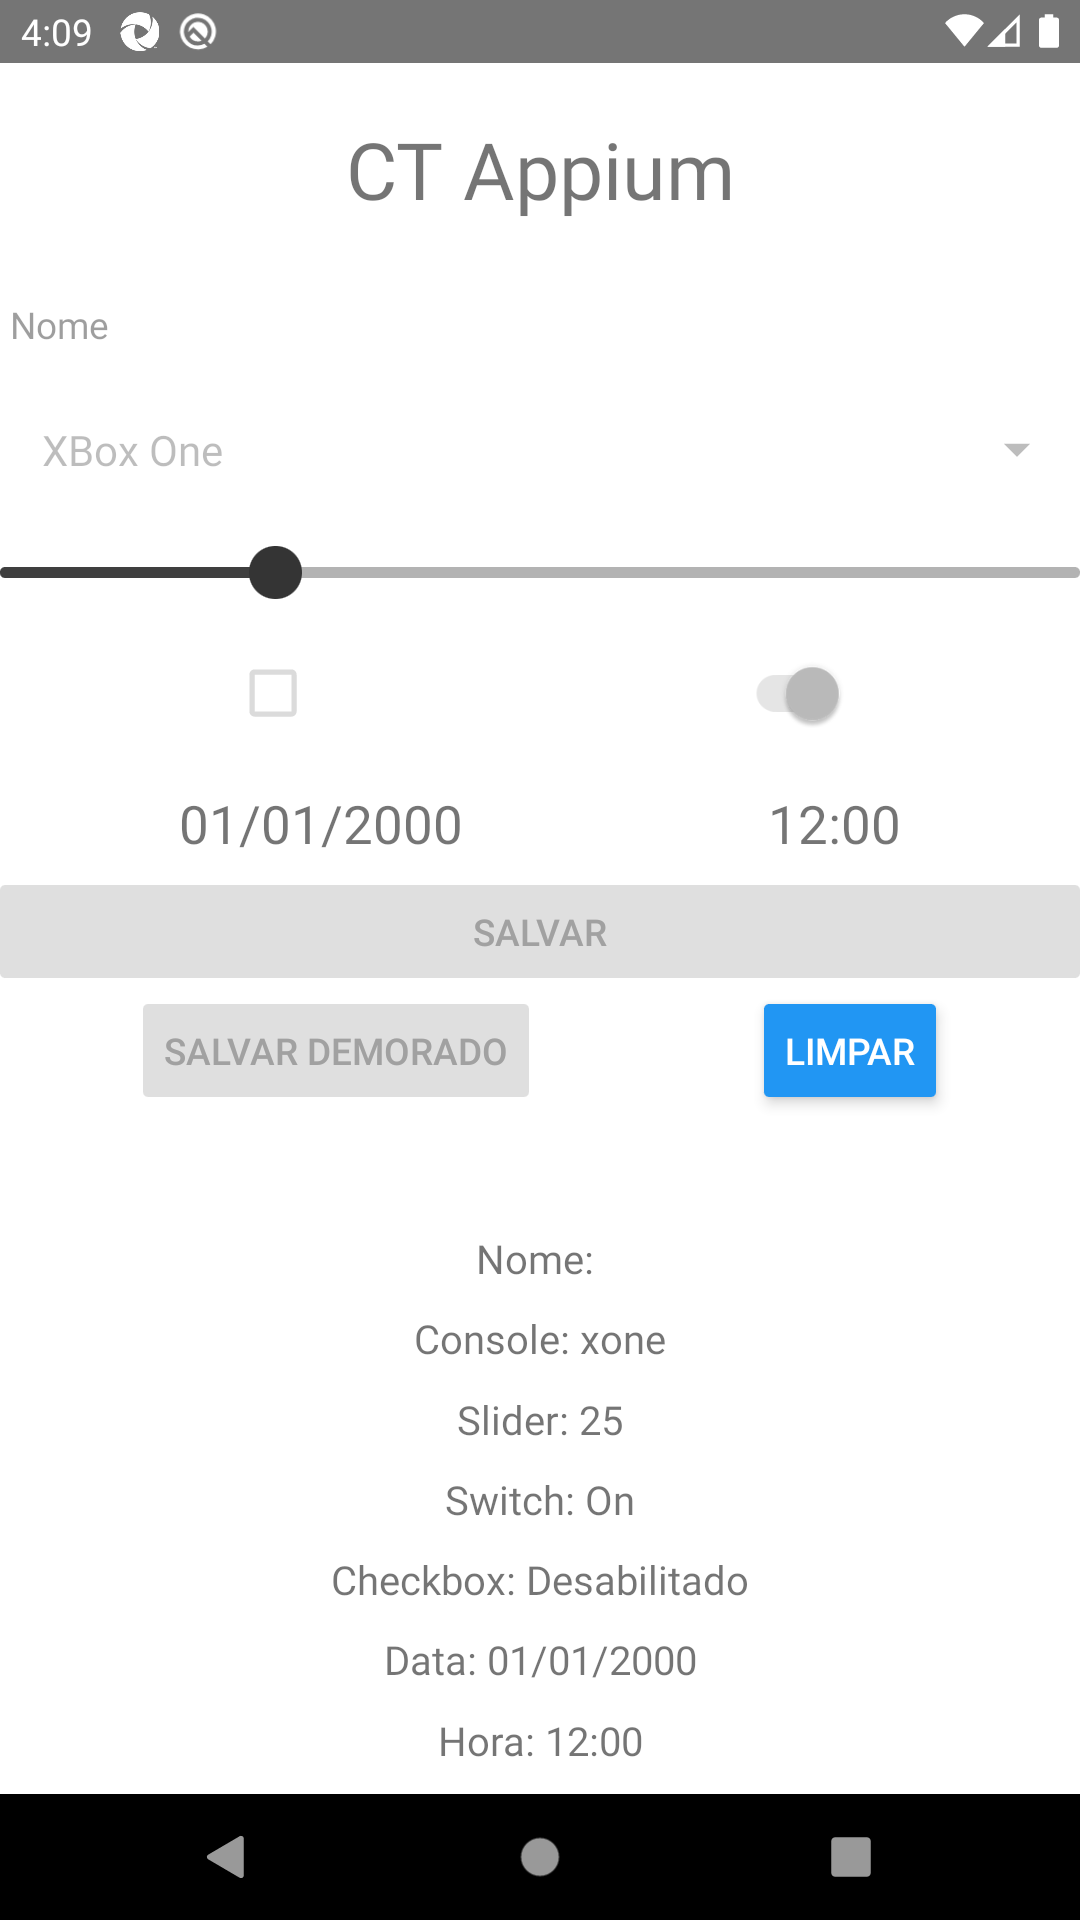 4:09
CT Appium
Nome
XBox One
01/01/2000
12:00
SALVAR
SALVAR DEMORADO
LIMPAR
Nome:
Console: xone
Slider: 25
Switch: On
Checkbox: Desabilitado
Data: 01/01/2000
Hora: 12:00